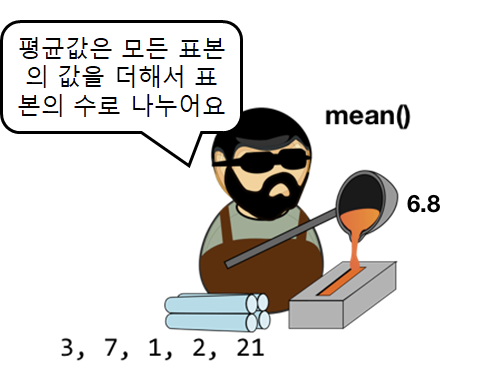 평균값은 모든 표본
의 값을 더해서 표
본의 수로 나누어요
mean()
6.8
3, 7, 1, 2, 21